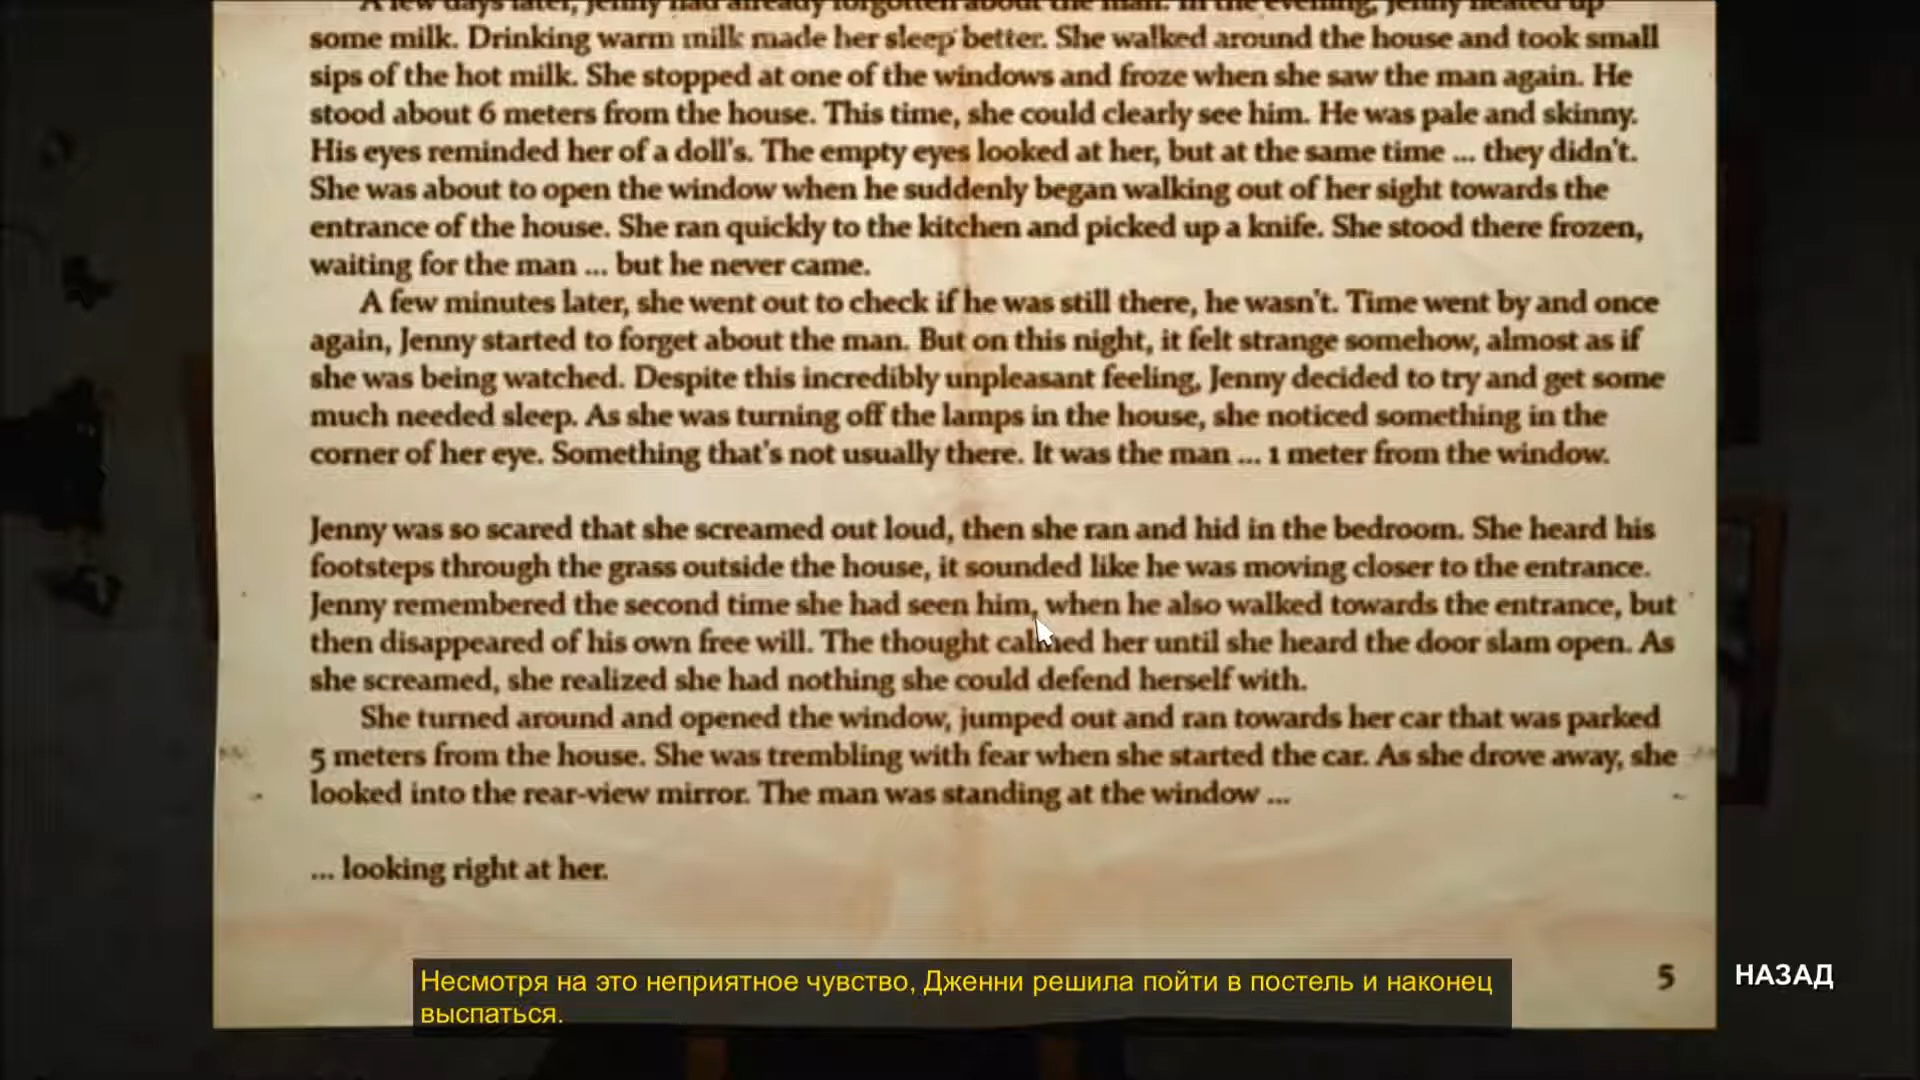 A few days later, Jenny had already forgotten about the man. In the evening, Jenny heated up
some milk. Drinking warm milk made her sleep better. She walked around the house and took small
sips of the hot milk. She stopped at one of the windows and froze when she saw the man again. He
stood about 6 meters from the house. This time, she could clearly see him. He was pale and skinny.
His eyes reminded her of a doll's. The empty eyes looked at her, but at the same time ... they didn't.
She was about to open the window when he suddenly began walking out of her sight towards the
entrance of the house. She ran quickly to the kitchen and picked up a knife. She stood there frozen,
waiting for the man ... but he never came.
A few minutes later, she went out to check if he was still there, he wasn't. Time went by and once
again, Jenny started to forget about the man. But on this night, it felt strange somehow, almost as if
she was being watched. Despite this incredibly unpleasant feeling, Jenny decided to try and get some
much needed sleep. As she was turning off the lamps in the house, she noticed something in the
corner of her eye. Something that's not usually there. It was the man ... 1 meter from the window.
Jenny was so scared that she screamed out loud, then she ran and hid in the bedroom. She heard his
footsteps through the grass outside the house, it sounded like he was moving closer to the entrance.
Jenny remembered the second time she had seen him, when he also walked towards the entrance, but
then disappeared of his own free will. The thought calmed her until she heard the door slam open. As
she screamed, she realized she had nothing she could defend herself with.
She turned around and opened the window, jumped out and ran towards her car that was parked
5 meters from the house. She was trembling with fear when she started the car. As she drove away, she
looked into the rear-view mirror. The man was standing at the window ...
... looking right at her.
5
НАЗАД
Несмотря на это неприятное чувство, Дженни решила пойти в постель и наконец
выспаться.